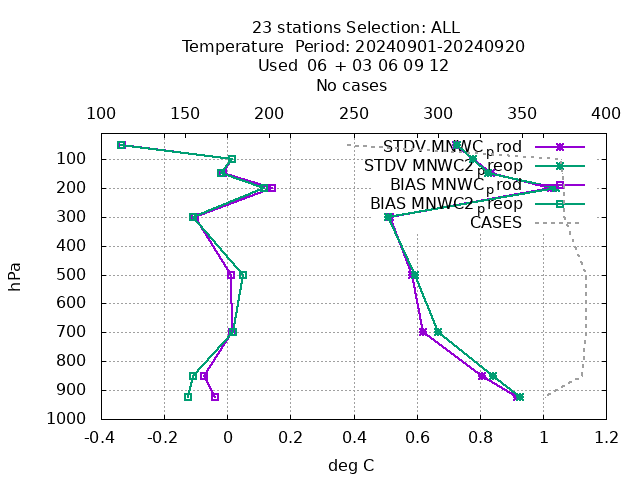 23 stations Selection: ALL
Temperature  Period: 20240901-20240920
Used  06 + 03 06 09 12
No cases
100 150 200 250 300 350 400
STDV MNWC_prod
STDV MNWC2_preop
BIAS MNWC_prod
BIAS MNWC2_preop
CASES
100
200
300
400
500
600
700
800
900
1000
hPa
-0.4 -0.2 0 0.2 0.4 0.6 0.8 1 1.2
deg C